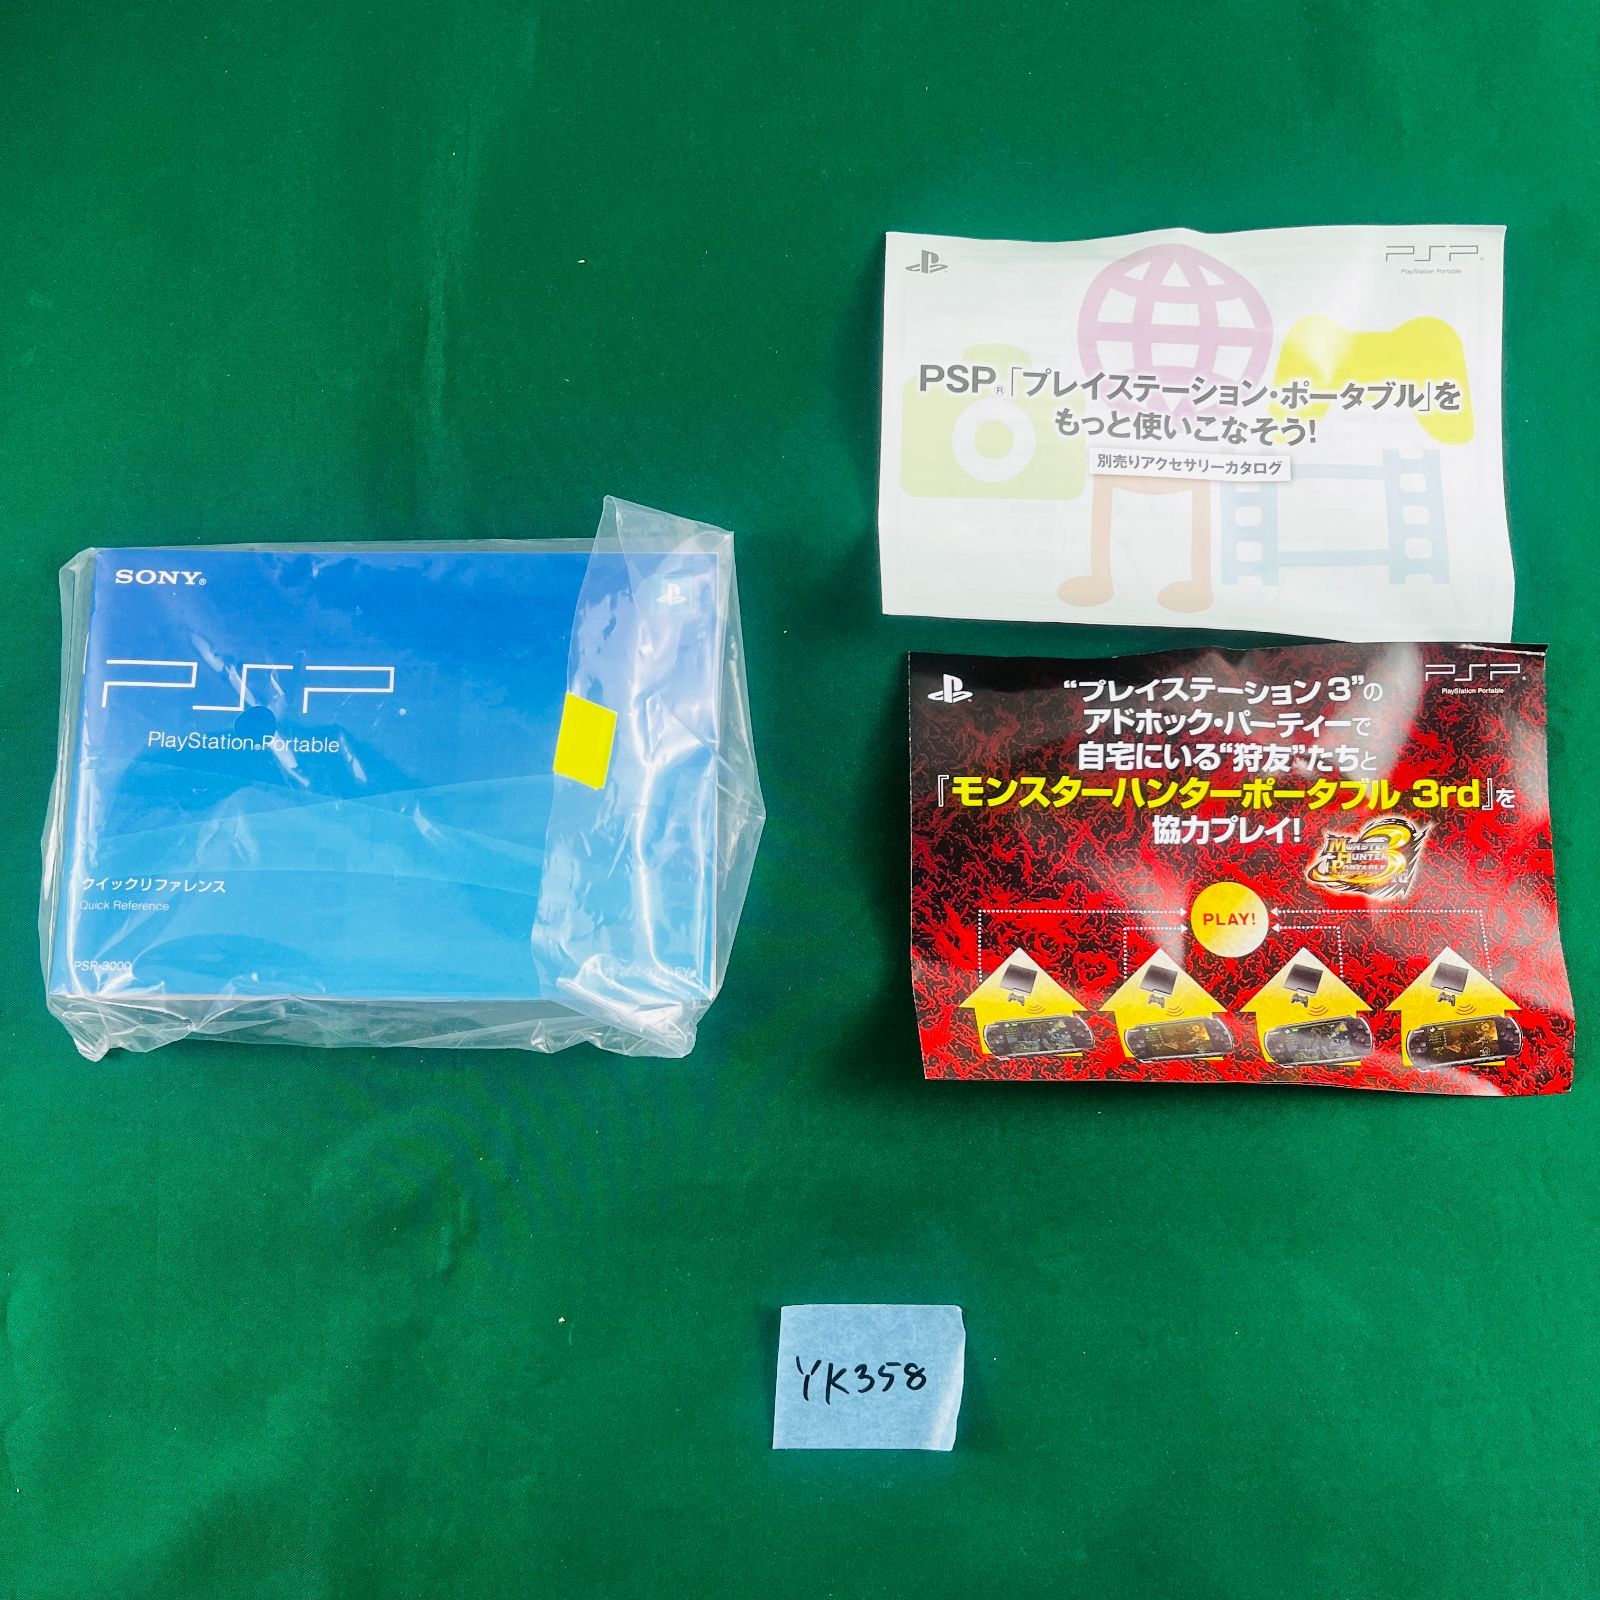 SONY®
PSP®
PlayStation®Portable
クイックリファレンス
Quick Reference
PSP-3000
PSP®
PlayStation Portable
PSP®「プレイステーション・ポータブル」を
もっと使いこなそう!
別売りアクセサリーカタログ
PSP®
PlayStation Portable
“プレイステーション 3”の
アドホック・パーティーで
自宅にいる“狩友”たちと
『モンスターハンターポータブル 3rd』を
協力プレイ!
MONSTER
HUNTER
PORTABLE
3rd
PLAY!
YK358